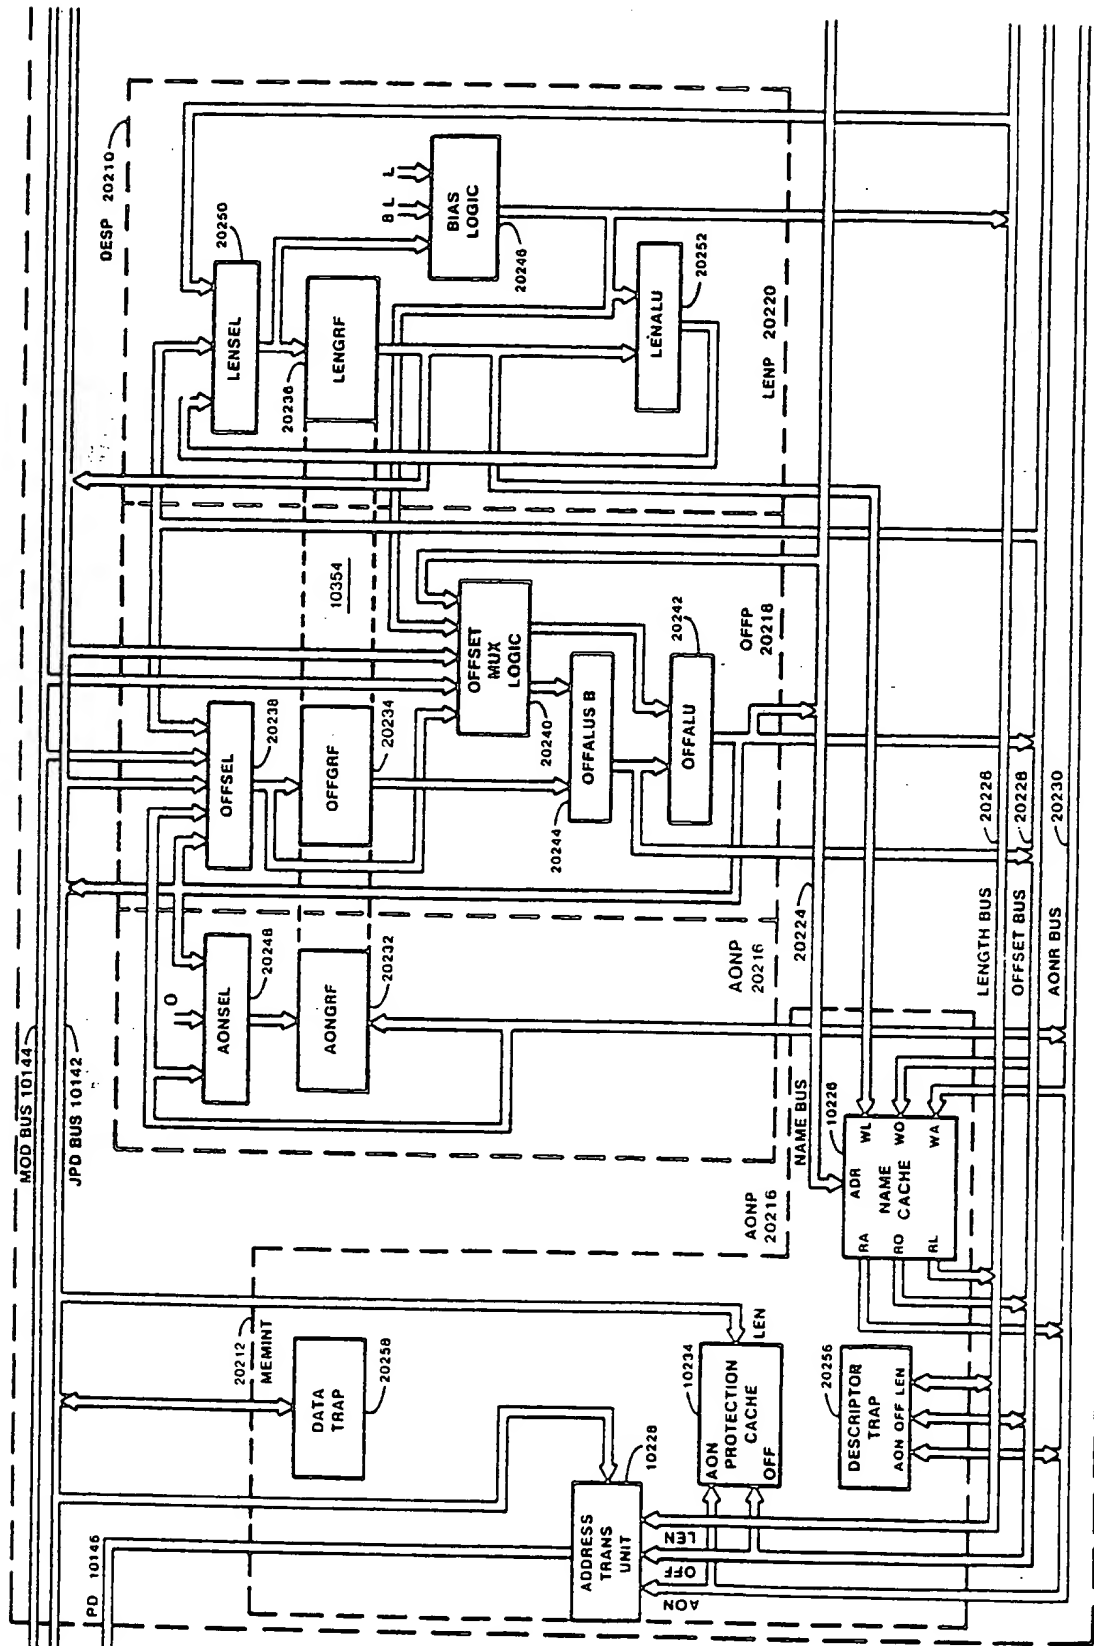 MOD BUS 10144
JPD BUS 10142
PD 10146
DESP 20210
20250
LENSEL
20236
LENGRF
B L
L
BIAS
LOGIC
20246
20252
LENALU
LENP 20220
10354
OFFSEL
20238
OFFGRF
20234
OFFSET
MUX
LOGIC
20240
OFFALUS B
20244
20242
OFFALU
OFFP
20218
O
AONSEL
20248
AONGRF
20232
AONP
20216
20224
NAME BUS
LENGTH BUS
20226
OFFSET BUS
20228
AONR BUS
20230
10226
ADR
NAME
CACHE
WL
WO
WA
RA
RO
RL
AONP
20216
20212
MEMINT
DATA
TRAP
20258
10234
LEN
AON
PROTECTION
CACHE
OFF
20256
DESCRIPTOR
TRAP
AON OFF LEN
10228
ADDRESS
TRANS
UNIT
LEN
OFF
AON